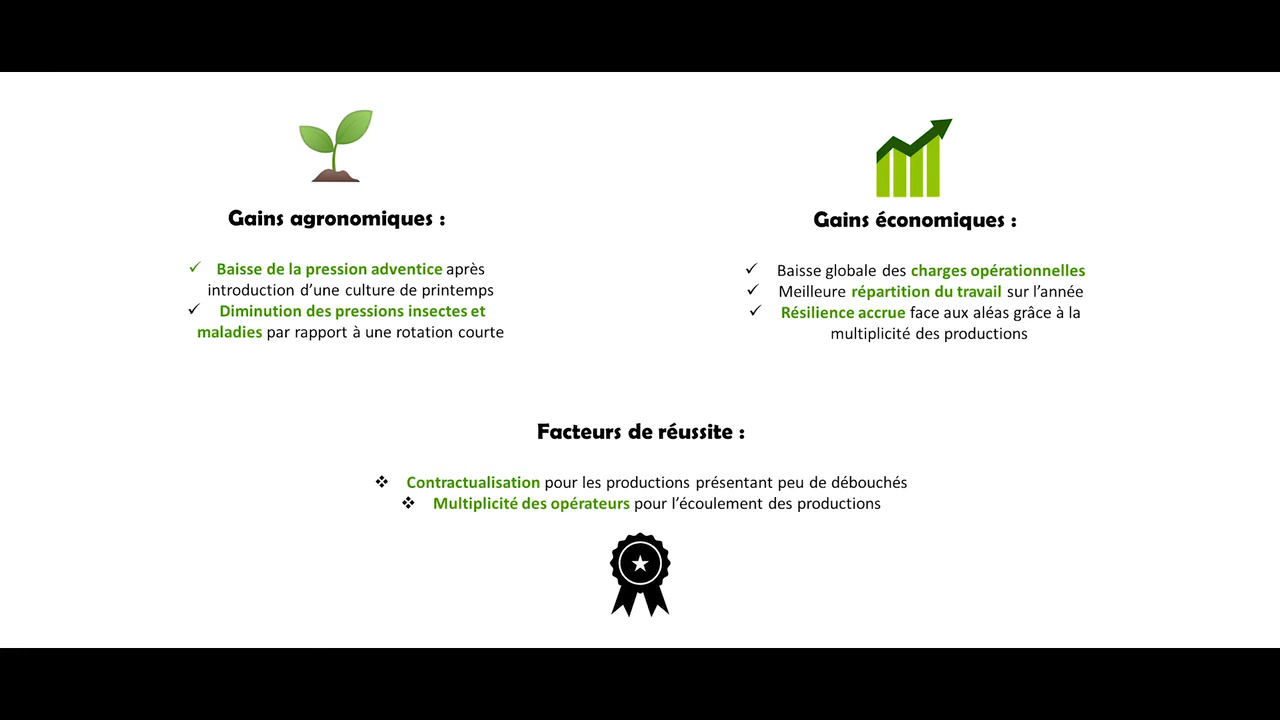 Gains agronomiques :
✓ Baisse de la pression adventice après
introduction d’une culture de printemps
✓ Diminution des pressions insectes et
maladies par rapport à une rotation courte
Gains économiques :
✓ Baisse globale des charges opérationnelles
✓ Meilleure répartition du travail sur l’année
✓ Résilience accrue face aux aléas grâce à la
multiplicité des productions
Facteurs de réussite :
❖ Contractualisation pour les productions présentant peu de débouchés
❖ Multiplicité des opérateurs pour l’écoulement des productions